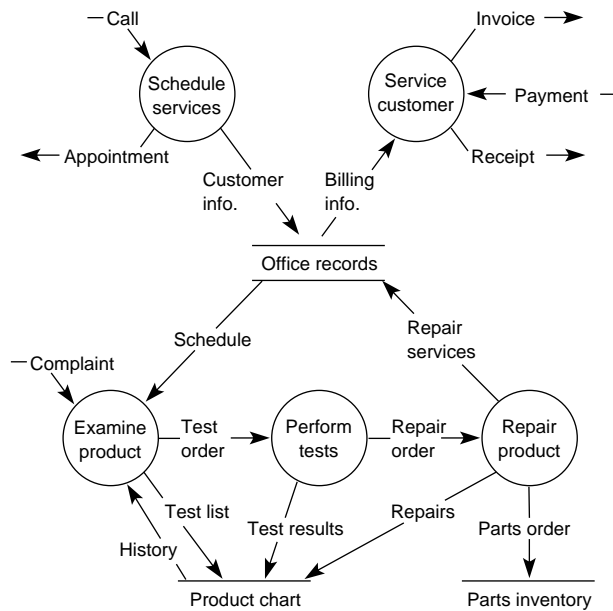 Call
Invoice
Schedule
services
Service
customer
Payment
Appointment
Receipt
Customer
info.
Billing
info.
Office records
Schedule
Repair
services
Complaint
Examine
product
Test
order
Perform
tests
Repair
order
Repair
product
Test list
Test results
Repairs
Parts order
History
Product chart
Parts inventory